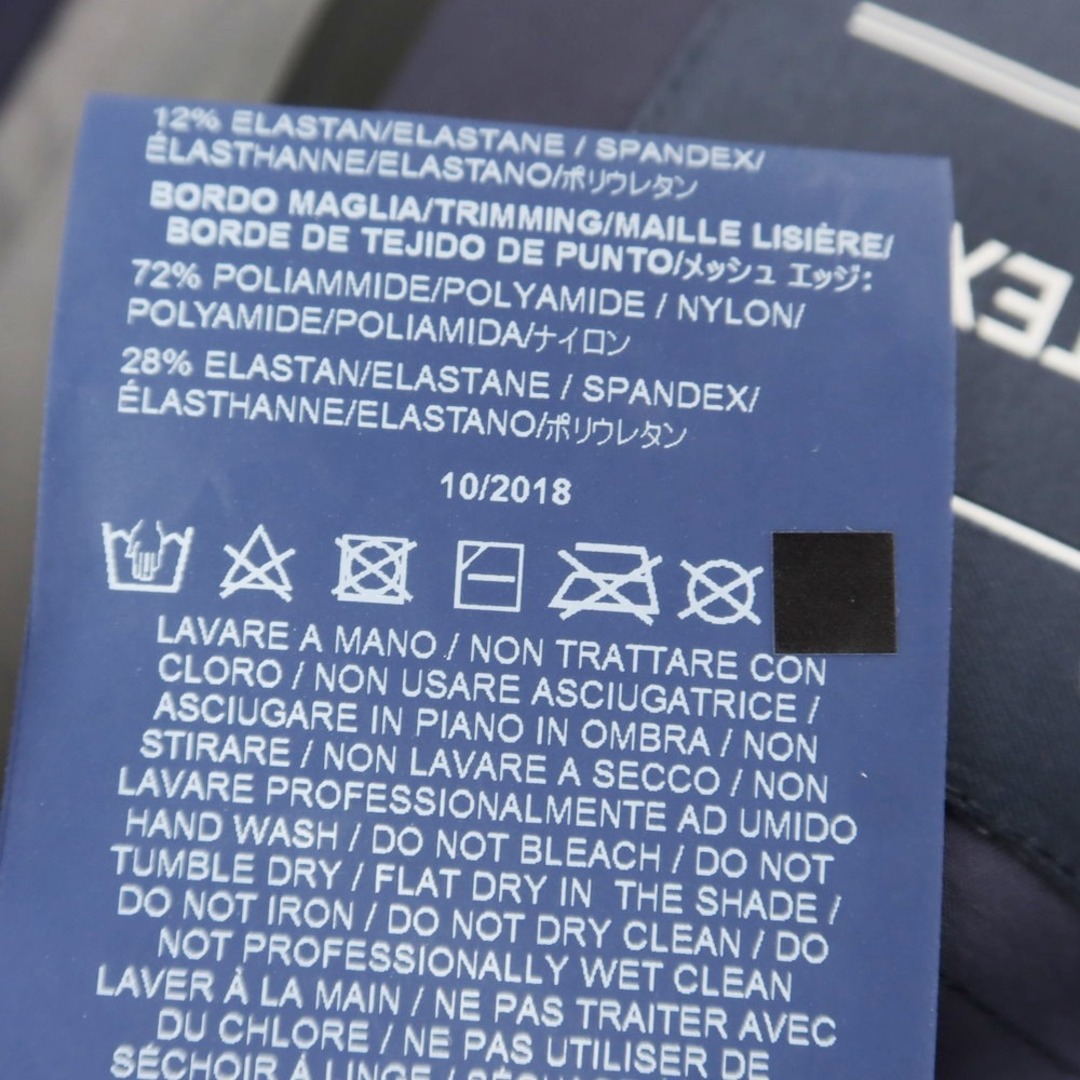 12% ELASTAN/ELASTANE / SPANDEX/
ÉLASTHANNE/ELASTANO/ポリウレタン
BORDO MAGLIA/TRIMMING/MAILLE LISIÈRE/
BORDE DE TEJIDO DE PUNTO/メッシュ エッジ:
72% POLIAMMIDE/POLYAMIDE / NYLON/
POLYAMIDE/POLIAMIDA/ナイロン
28% ELASTAN/ELASTANE / SPANDEX/
ÉLASTHANNE/ELASTANO/ポリウレタン
10/2018
LAVARE A MANO / NON TRATTARE CON
CLORO / NON USARE ASCIUGATRICE /
ASCIUGARE IN PIANO IN OMBRA / NON
STIRARE / NON LAVARE A SECCO / NON
LAVARE PROFESSIONALMENTE AD UMIDO
HAND WASH / DO NOT BLEACH / DO NOT
TUMBLE DRY / FLAT DRY IN THE SHADE /
DO NOT IRON / DO NOT DRY CLEAN / DO
NOT PROFESSIONALLY WET CLEAN
LAVER À LA MAIN / NE PAS TRAITER AVEC
DU CHLORE / NE PAS UTILISER DE
SÉCHOIR À LINGE /